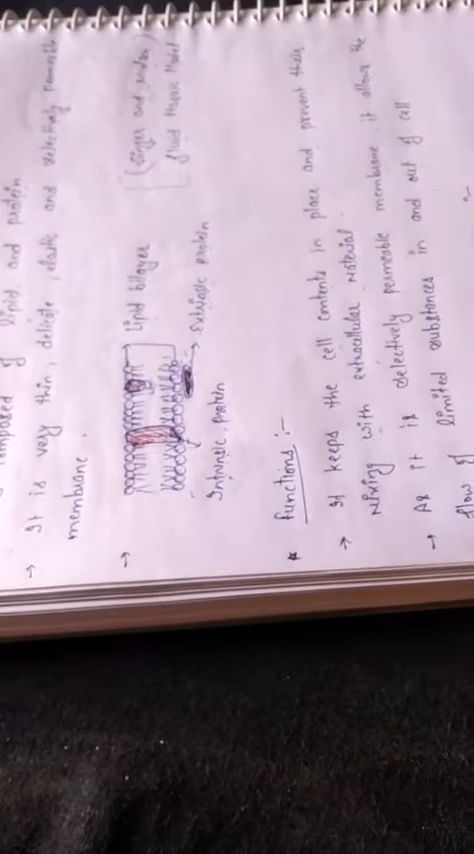 composed of lipid and protein
→ It is very thin, delicate, elastic and selectively permeable
membrane.
→ Lipid bilayer
(Singer and
fluid Mosaic Model
Extrinsic protein
Intrinsic protein
* functions :-
→ It keeps the cell contents in place and prevent their
Mixing with extracellular Material.
→ As it is selectively permeable membrane, it allows the
flow of limited substances in and out of cell